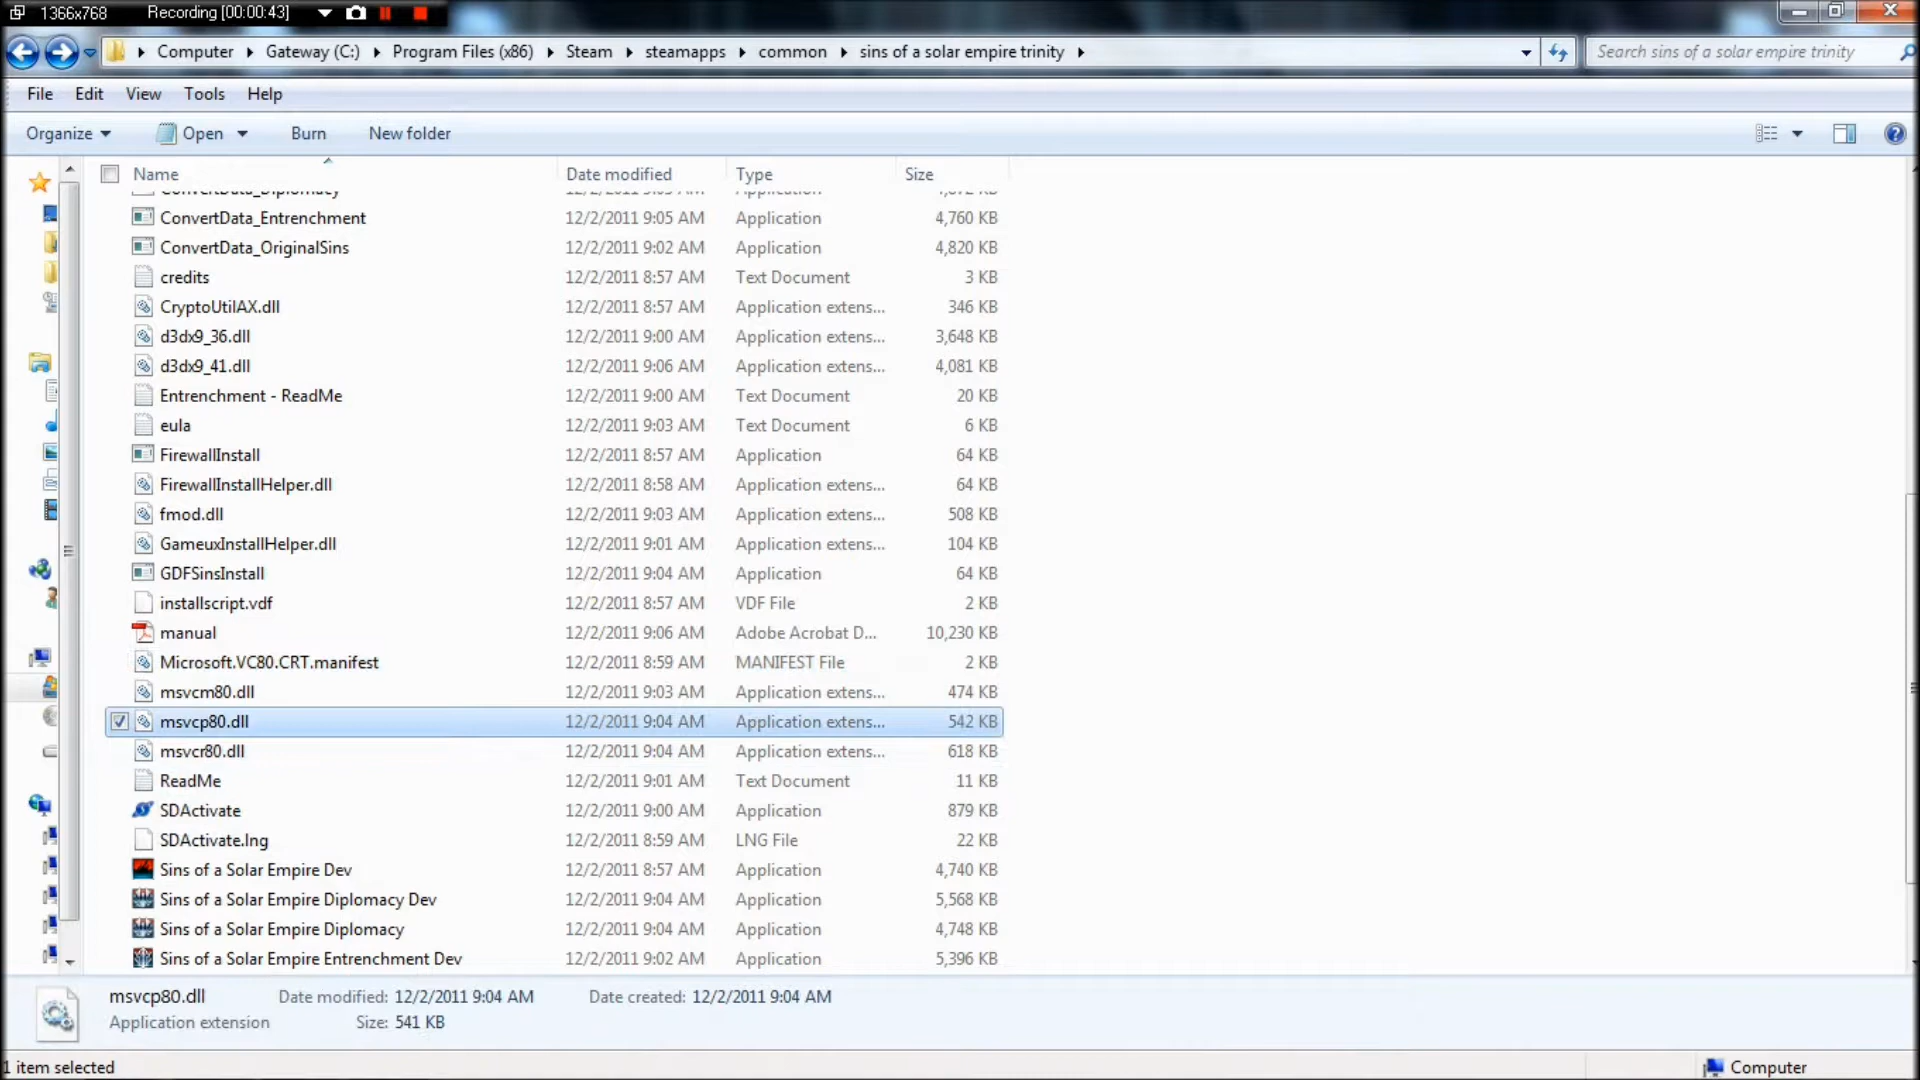 1366x768 Recording [00:00:43]
Computer Gateway (C:) Program Files (x86) Steam steamapps common sins of a solar empire trinity Search sins of a solar empire trinity
File Edit View Tools Help
Organize Open Burn New folder
Name Date modified Type Size
ConvertData_Diplomacy
ConvertData_Entrenchment 12/2/2011 9:05 AM Application 4,760 KB
ConvertData_OriginalSins 12/2/2011 9:02 AM Application 4,820 KB
credits 12/2/2011 8:57 AM Text Document 3 KB
CryptoUtilAX.dll 12/2/2011 8:57 AM Application extens... 346 KB
d3dx9_36.dll 12/2/2011 9:00 AM Application extens... 3,648 KB
d3dx9_41.dll 12/2/2011 9:06 AM Application extens... 4,081 KB
Entrenchment - ReadMe 12/2/2011 9:00 AM Text Document 20 KB
eula 12/2/2011 9:03 AM Text Document 6 KB
FirewallInstall 12/2/2011 8:57 AM Application 64 KB
FirewallInstallHelper.dll 12/2/2011 8:58 AM Application extens... 64 KB
fmod.dll 12/2/2011 9:03 AM Application extens... 508 KB
GameuxInstallHelper.dll 12/2/2011 9:01 AM Application extens... 104 KB
GDFSinsInstall 12/2/2011 9:04 AM Application 64 KB
installscript.vdf 12/2/2011 8:57 AM VDF File 2 KB
manual 12/2/2011 9:06 AM Adobe Acrobat D... 10,230 KB
Microsoft.VC80.CRT.manifest 12/2/2011 8:59 AM MANIFEST File 2 KB
msvcm80.dll 12/2/2011 9:03 AM Application extens... 474 KB
msvcp80.dll 12/2/2011 9:04 AM Application extens... 542 KB
msvcr80.dll 12/2/2011 9:04 AM Application extens... 618 KB
ReadMe 12/2/2011 9:01 AM Text Document 11 KB
SDActivate 12/2/2011 9:00 AM Application 879 KB
SDActivate.lng 12/2/2011 8:59 AM LNG File 22 KB
Sins of a Solar Empire Dev 12/2/2011 8:57 AM Application 4,740 KB
Sins of a Solar Empire Diplomacy Dev 12/2/2011 9:04 AM Application 5,568 KB
Sins of a Solar Empire Diplomacy 12/2/2011 9:04 AM Application 4,748 KB
Sins of a Solar Empire Entrenchment Dev 12/2/2011 9:02 AM Application 5,396 KB
msvcp80.dll Date modified: 12/2/2011 9:04 AM Date created: 12/2/2011 9:04 AM
Application extension Size: 541 KB
1 item selected Computer